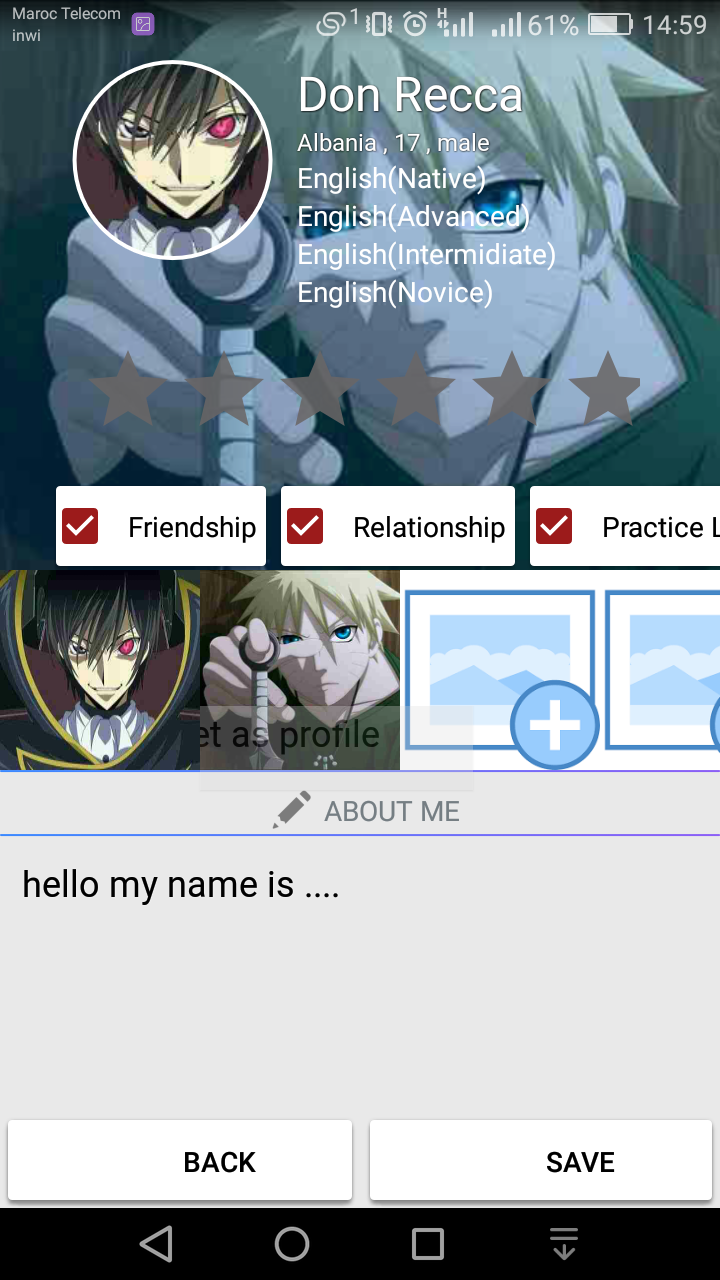 Maroc Telecom
inwi
1 H 61% 14:59
Don Recca
Albania , 17 , male
English(Native)
English(Advanced)
English(Intermidiate)
English(Novice)
Friendship Relationship Practice L
et as profile
ABOUT ME
hello my name is ....
BACK SAVE